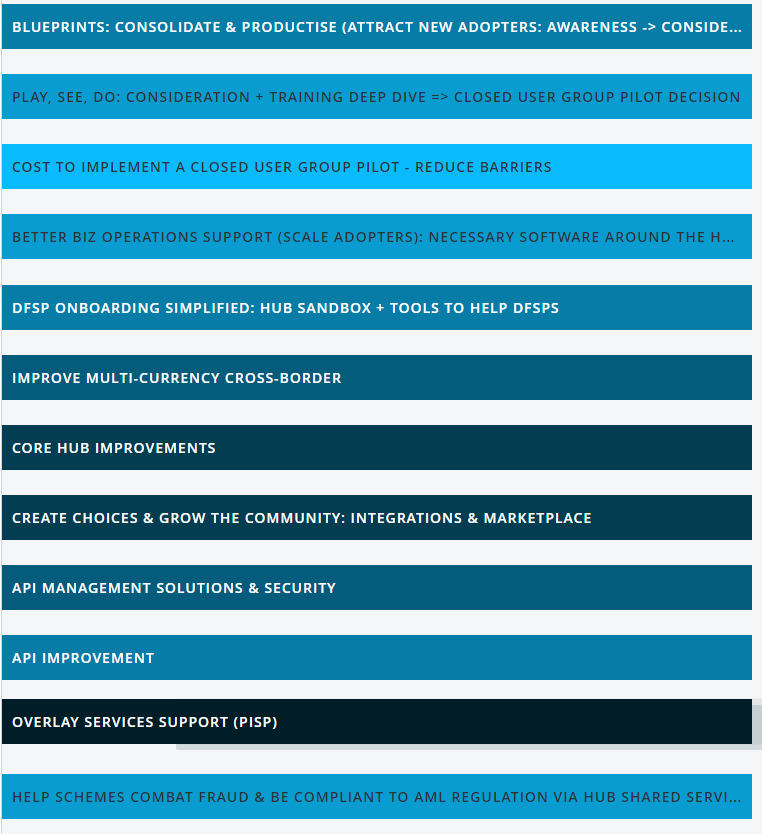 BLUEPRINTS: CONSOLIDATE & PRODUCTISE (ATTRACT NEW ADOPTERS: AWARENESS -> CONSIDE...
PLAY, SEE, DO: CONSIDERATION + TRAINING DEEP DIVE => CLOSED USER GROUP PILOT DECISION
COST TO IMPLEMENT A CLOSED USER GROUP PILOT - REDUCE BARRIERS
BETTER BIZ OPERATIONS SUPPORT (SCALE ADOPTERS): NECESSARY SOFTWARE AROUND THE H...
DFSP ONBOARDING SIMPLIFIED: HUB SANDBOX + TOOLS TO HELP DFSPS
IMPROVE MULTI-CURRENCY CROSS-BORDER
CORE HUB IMPROVEMENTS
CREATE CHOICES & GROW THE COMMUNITY: INTEGRATIONS & MARKETPLACE
API MANAGEMENT SOLUTIONS & SECURITY
API IMPROVEMENT
OVERLAY SERVICES SUPPORT (PISP)
HELP SCHEMES COMBAT FRAUD & BE COMPLIANT TO AML REGULATION VIA HUB SHARED SERVI...